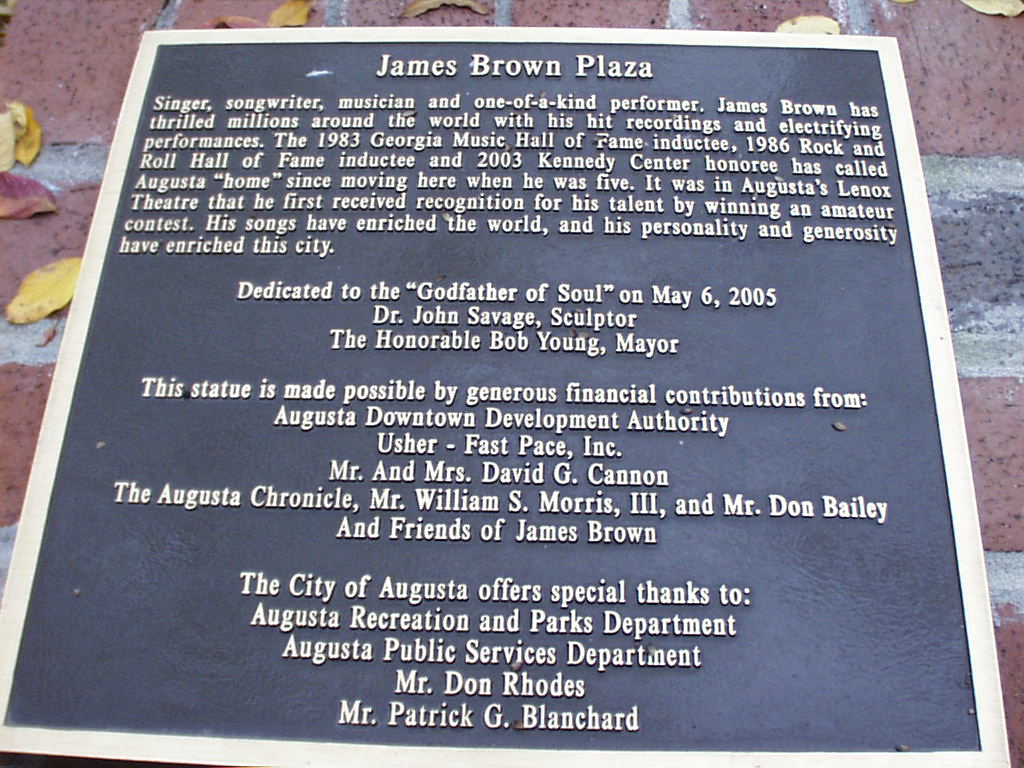 James Brown Plaza
Singer, songwriter, musician and one-of-a-kind performer, James Brown has
thrilled millions around the world with his hit recordings and electrifying
performances. The 1983 Georgia Music Hall of Fame inductee, 1986 Rock and
Roll Hall of Fame inductee and 2003 Kennedy Center honoree has called
Augusta "home" since moving here when he was five. It was in Augusta's Lenox
Theatre that he first received recognition for his talent by winning an amateur
contest. His songs have enriched the world, and his personality and generosity
have enriched this city.
Dedicated to the "Godfather of Soul" on May 6, 2005
Dr. John Savage, Sculptor
The Honorable Bob Young, Mayor
This statue is made possible by generous financial contributions from:
Augusta Downtown Development Authority
Usher - Fast Pace, Inc.
Mr. And Mrs. David G. Cannon
The Augusta Chronicle, Mr. William S. Morris, III, and Mr. Don Bailey
And Friends of James Brown
The City of Augusta offers special thanks to:
Augusta Recreation and Parks Department
Augusta Public Services Department
Mr. Don Rhodes
Mr. Patrick G. Blanchard